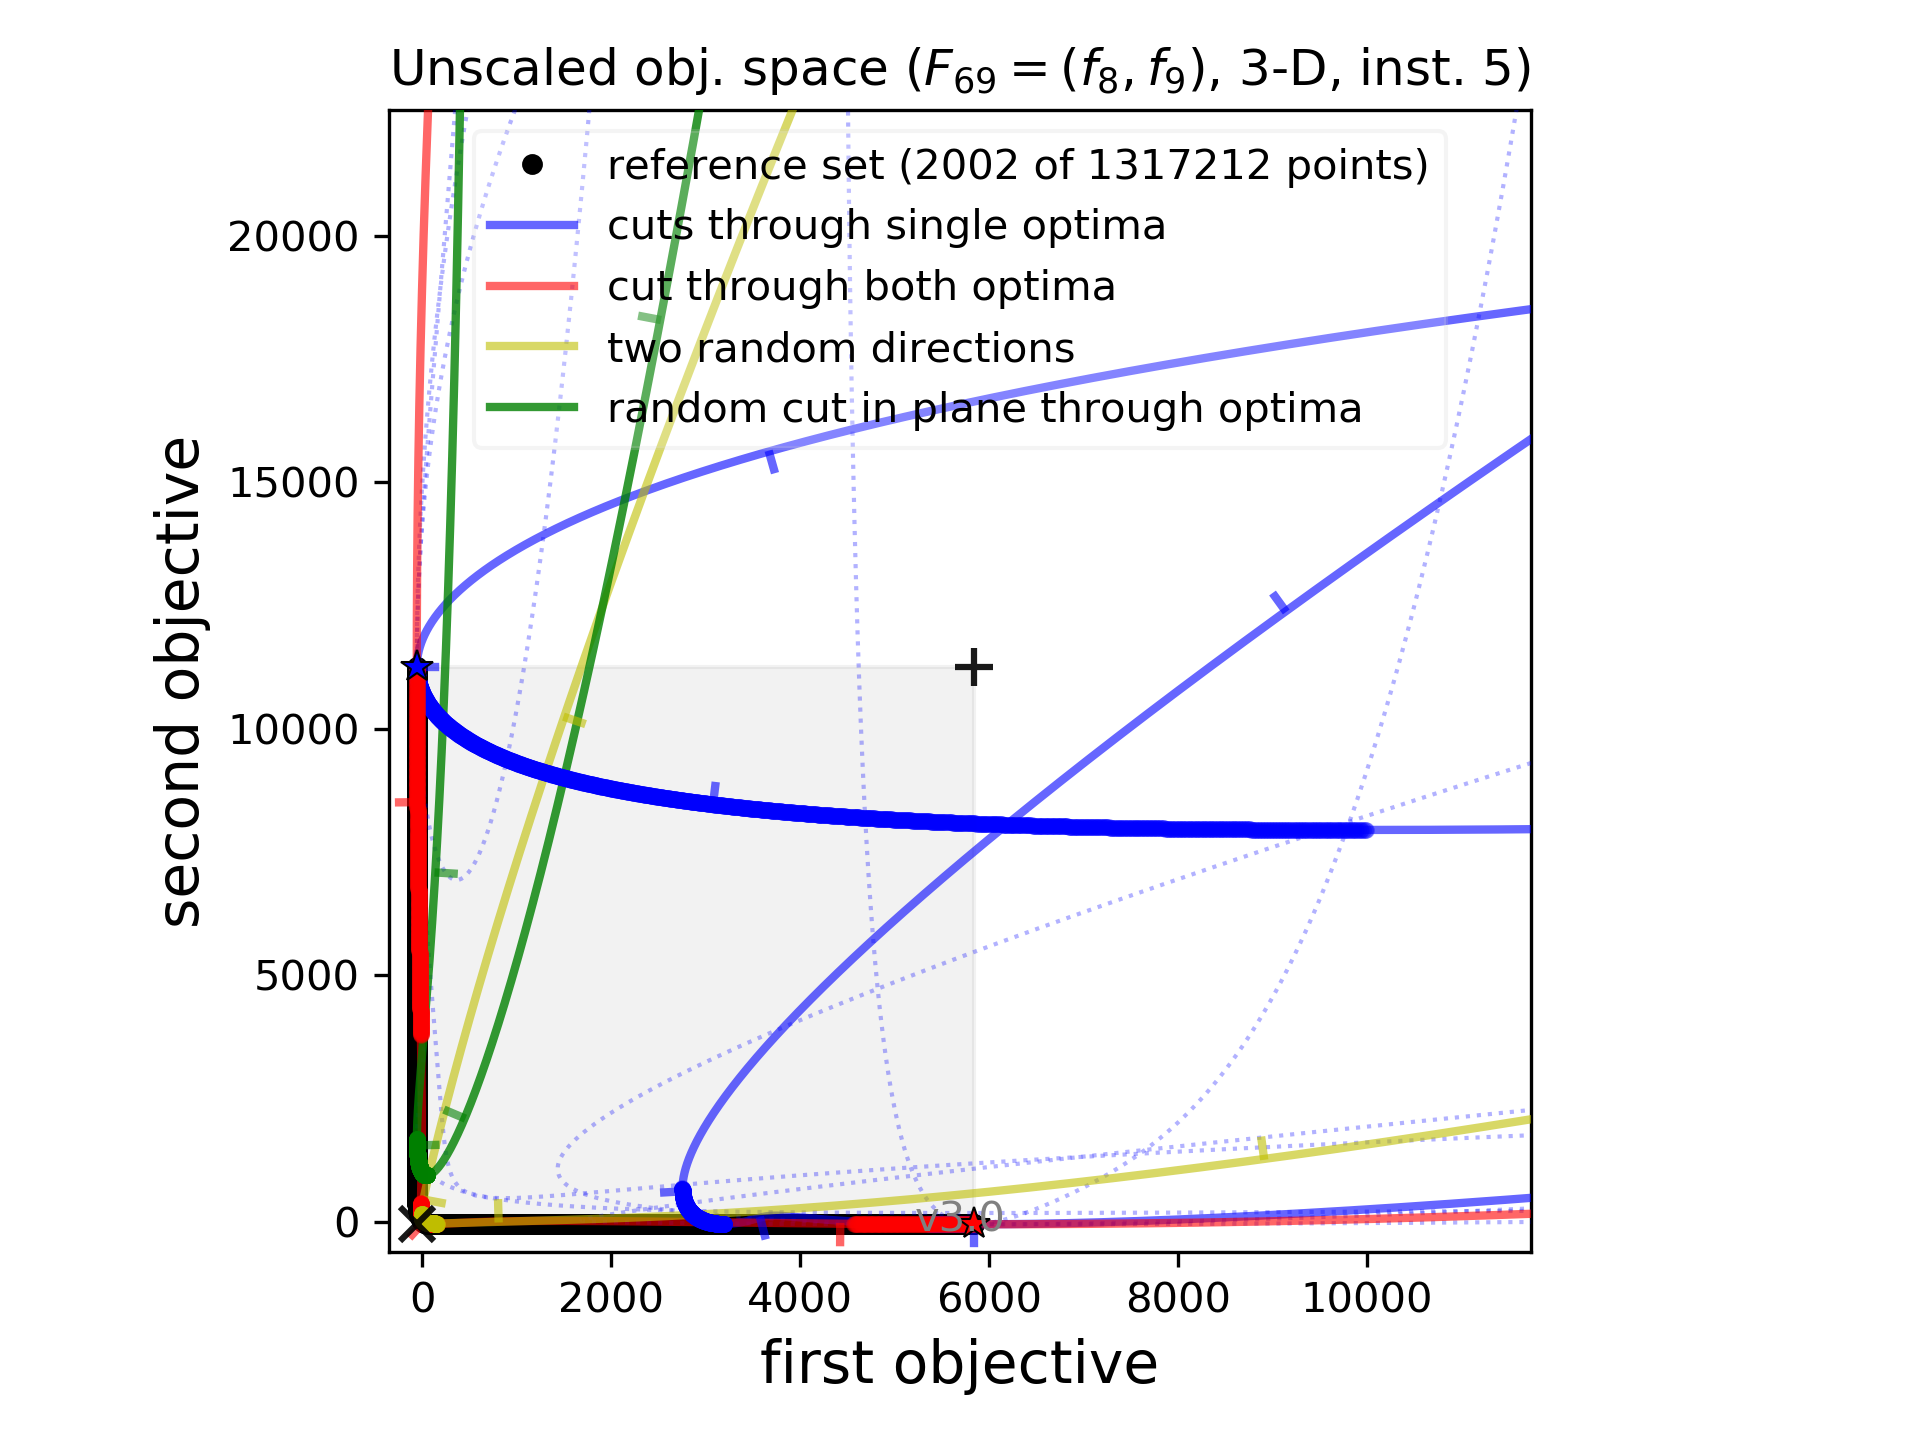 Unscaled obj. space (F69 = (f8, f9), 3-D, inst. 5)
reference set (2002 of 1317212 points)
cuts through single optima
cut through both optima
two random directions
random cut in plane through optima
20000
15000
10000
5000
0
second objective
v3.0
0 2000 4000 6000 8000 10000
first objective